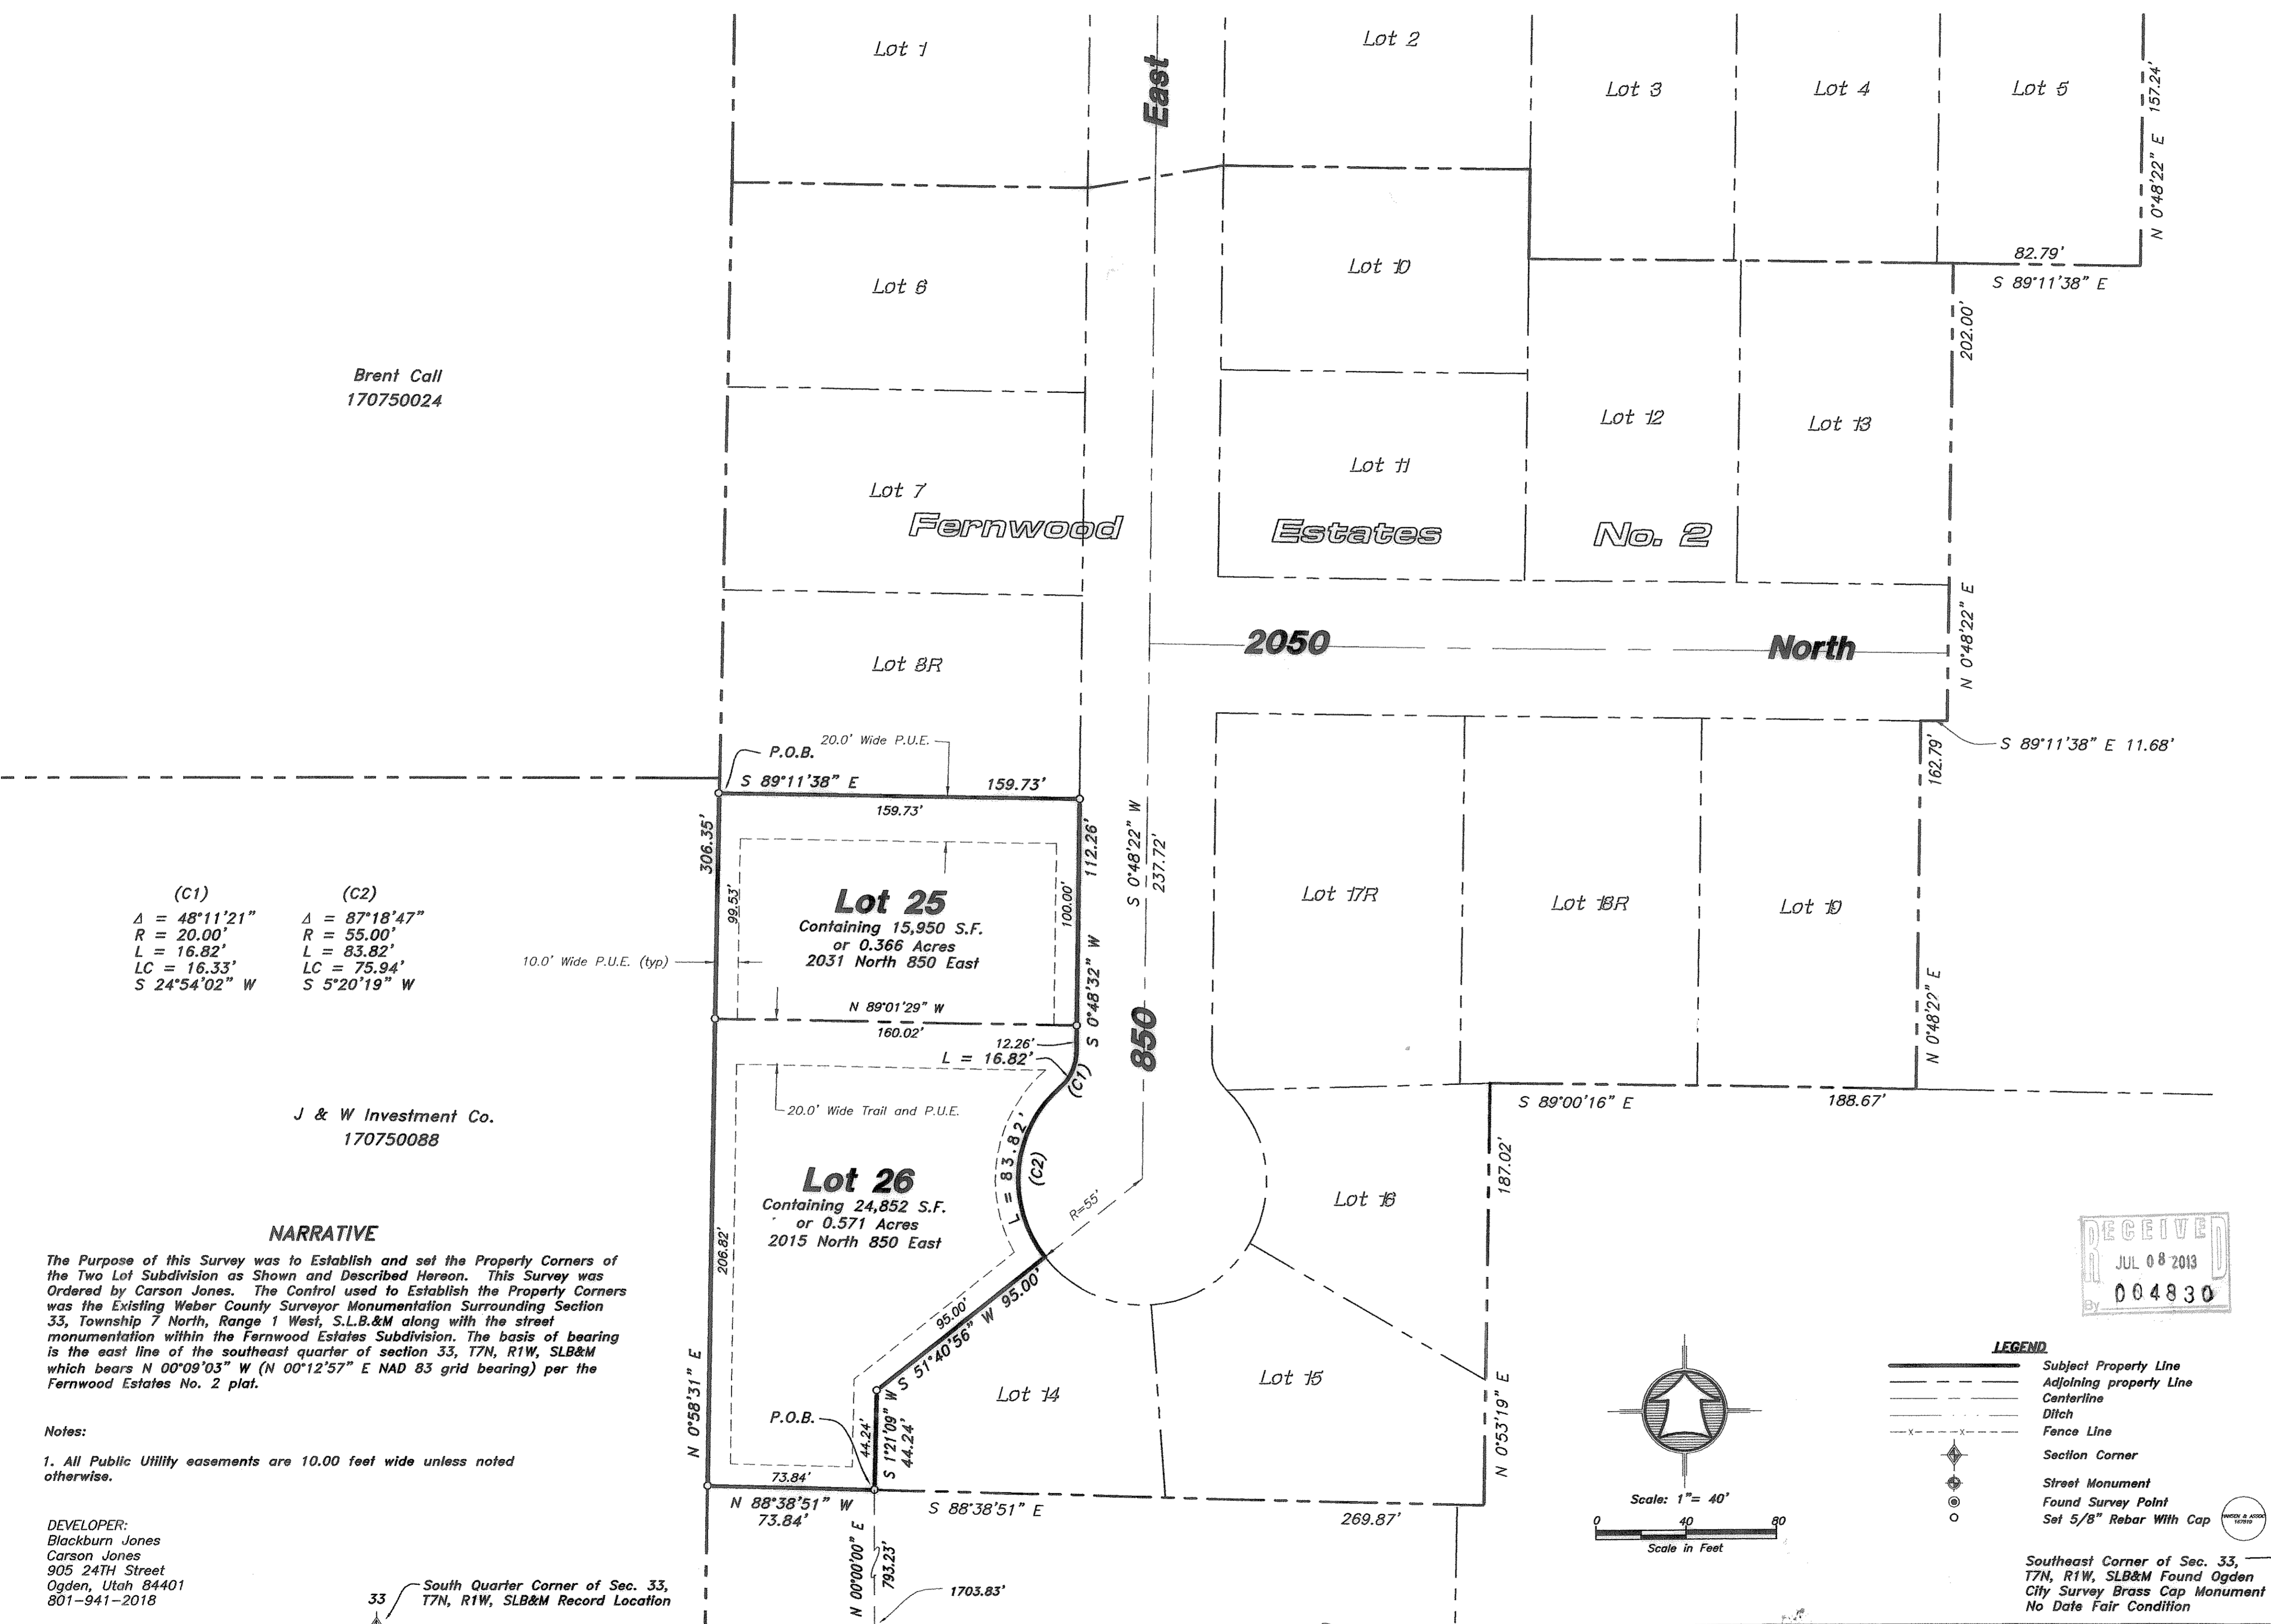 Lot 1
East
Lot 2
Lot 3
Lot 4
Lot 5
N 0°48'22" E 157.24'
Lot 6
Lot 10
82.79'
S 89°11'38" E
202.00'
Brent Call
170750024
Lot 7
Lot 11
Lot 12
Lot 13
Fernwood Estates No. 2
N 0°48'22" E
2050 North
Lot 8R
S 89°11'38" E 11.68'
162.79'
20.0' Wide P.U.E.
P.O.B.
S 89°11'38" E 159.73'
159.73'
306.35'
112.26'
S 0°48'22" W
237.72'
99.53'
100.00'
Lot 25
Containing 15,950 S.F.
or 0.366 Acres
2031 North 850 East
Lot 17R
Lot 18R
Lot 19
(C1)
Δ = 48°11'21"
R = 20.00'
L = 16.82'
LC = 16.33'
S 24°54'02" W
(C2)
Δ = 87°18'47"
R = 55.00'
L = 83.82'
LC = 75.94'
S 5°20'19" W
10.0' Wide P.U.E. (typ)
S 0°48'32" W
N 89°01'29" W
160.02'
850
N 0°48'22" E
12.26'
L = 16.82'
(C1)
S 89°00'16" E
188.67'
20.0' Wide Trail and P.U.E.
L = 83.82'
(C2)
R=55'
187.02'
J & W Investment Co.
170750088
Lot 26
Containing 24,852 S.F.
or 0.571 Acres
2015 North 850 East
Lot 16
206.82'
NARRATIVE
The Purpose of this Survey was to Establish and set the Property Corners of
the Two Lot Subdivision as Shown and Described Hereon. This Survey was
Ordered by Carson Jones. The Control used to Establish the Property Corners
was the Existing Weber County Surveyor Monumentation Surrounding Section
33, Township 7 North, Range 1 West, S.L.B.&M along with the street
monumentation within the Fernwood Estates Subdivision. The basis of bearing
is the east line of the southeast quarter of section 33, T7N, R1W, SLB&M
which bears N 00°09'03" W (N 00°12'57" E NAD 83 grid bearing) per the
Fernwood Estates No. 2 plat.
95.00'
S 51°40'56" W 95.00'
RECEIVED
JUL 08 2013
By 004830
N 0°58'31" E
Lot 14
Lot 15
N 0°53'19" E
P.O.B.
44.24'
S 1°21'09" W
44.24'
Notes:
1. All Public Utility easements are 10.00 feet wide unless noted
otherwise.
73.84'
N 88°38'51" W
73.84'
S 88°38'51" E
269.87'
LEGEND
Subject Property Line
Adjoining property Line
Centerline
Ditch
Fence Line
Section Corner
Street Monument
Found Survey Point
Set 5/8" Rebar With Cap
Scale: 1"= 40'
0 40 80
Scale in Feet
DEVELOPER:
Blackburn Jones
Carson Jones
905 24TH Street
Ogden, Utah 84401
801-941-2018
33
South Quarter Corner of Sec. 33,
T7N, R1W, SLB&M Record Location
N 00°00'00" E
793.23'
1703.83'
Southeast Corner of Sec. 33,
T7N, R1W, SLB&M Found Ogden
City Survey Brass Cap Monument
No Date Fair Condition